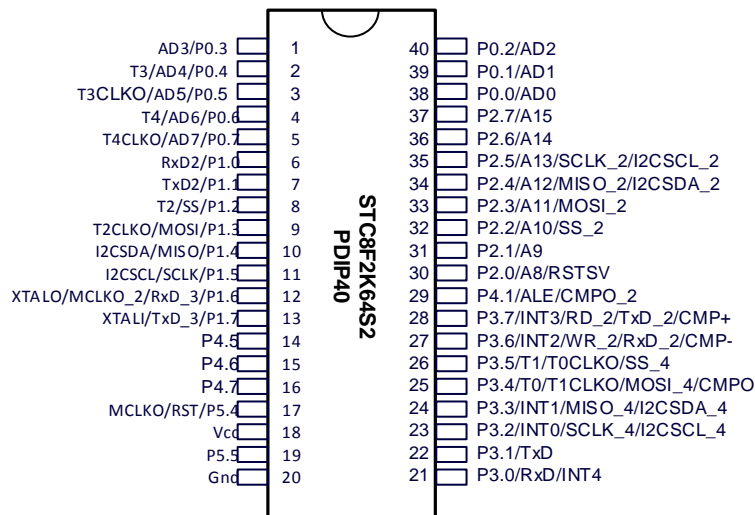 AD3/P0.3 1 40 P0.2/AD2
T3/AD4/P0.4 2 39 P0.1/AD1
T3CLKO/AD5/P0.5 3 38 P0.0/AD0
T4/AD6/P0.6 4 37 P2.7/A15
T4CLKO/AD7/P0.7 5 36 P2.6/A14
RxD2/P1.0 6 35 P2.5/A13/SCLK_2/I2CSCL_2
TxD2/P1.1 7 34 P2.4/A12/MISO_2/I2CSDA_2
T2/SS/P1.2 8 33 P2.3/A11/MOSI_2
T2CLKO/MOSI/P1.3 9 32 P2.2/A10/SS_2
I2CSDA/MISO/P1.4 10 31 P2.1/A9
I2CSCL/SCLK/P1.5 11 30 P2.0/A8/RSTSV
XTALO/MCLKO_2/RxD_3/P1.6 12 29 P4.1/ALE/CMPO_2
XTALI/TxD_3/P1.7 13 28 P3.7/INT3/RD_2/TxD_2/CMP+
P4.5 14 27 P3.6/INT2/WR_2/RxD_2/CMP-
P4.6 15 26 P3.5/T1/T0CLKO/SS_4
P4.7 16 25 P3.4/T0/T1CLKO/MOSI_4/CMPO
MCLKO/RST/P5.4 17 24 P3.3/INT1/MISO_4/I2CSDA_4
Vcc 18 23 P3.2/INT0/SCLK_4/I2CSCL_4
P5.5 19 22 P3.1/TxD
Gnd 20 21 P3.0/RxD/INT4
STC8F2K64S2
PDIP40